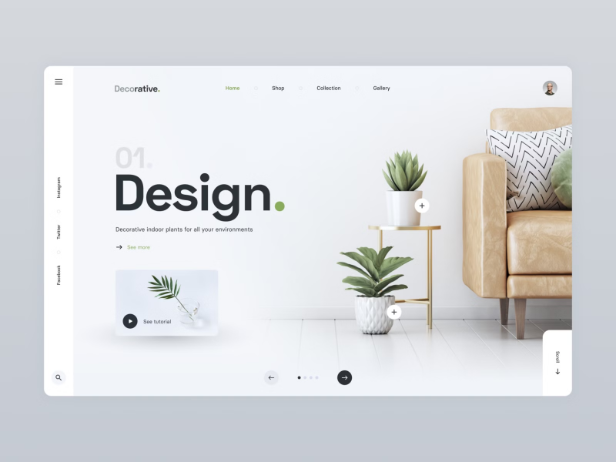 Decorative.
Home
Shop
Collection
Gallery
Instagram
Twitter
Facebook
01.
Design.
Decorative indoor plants for all your environments
See more
See tutorial
Scroll